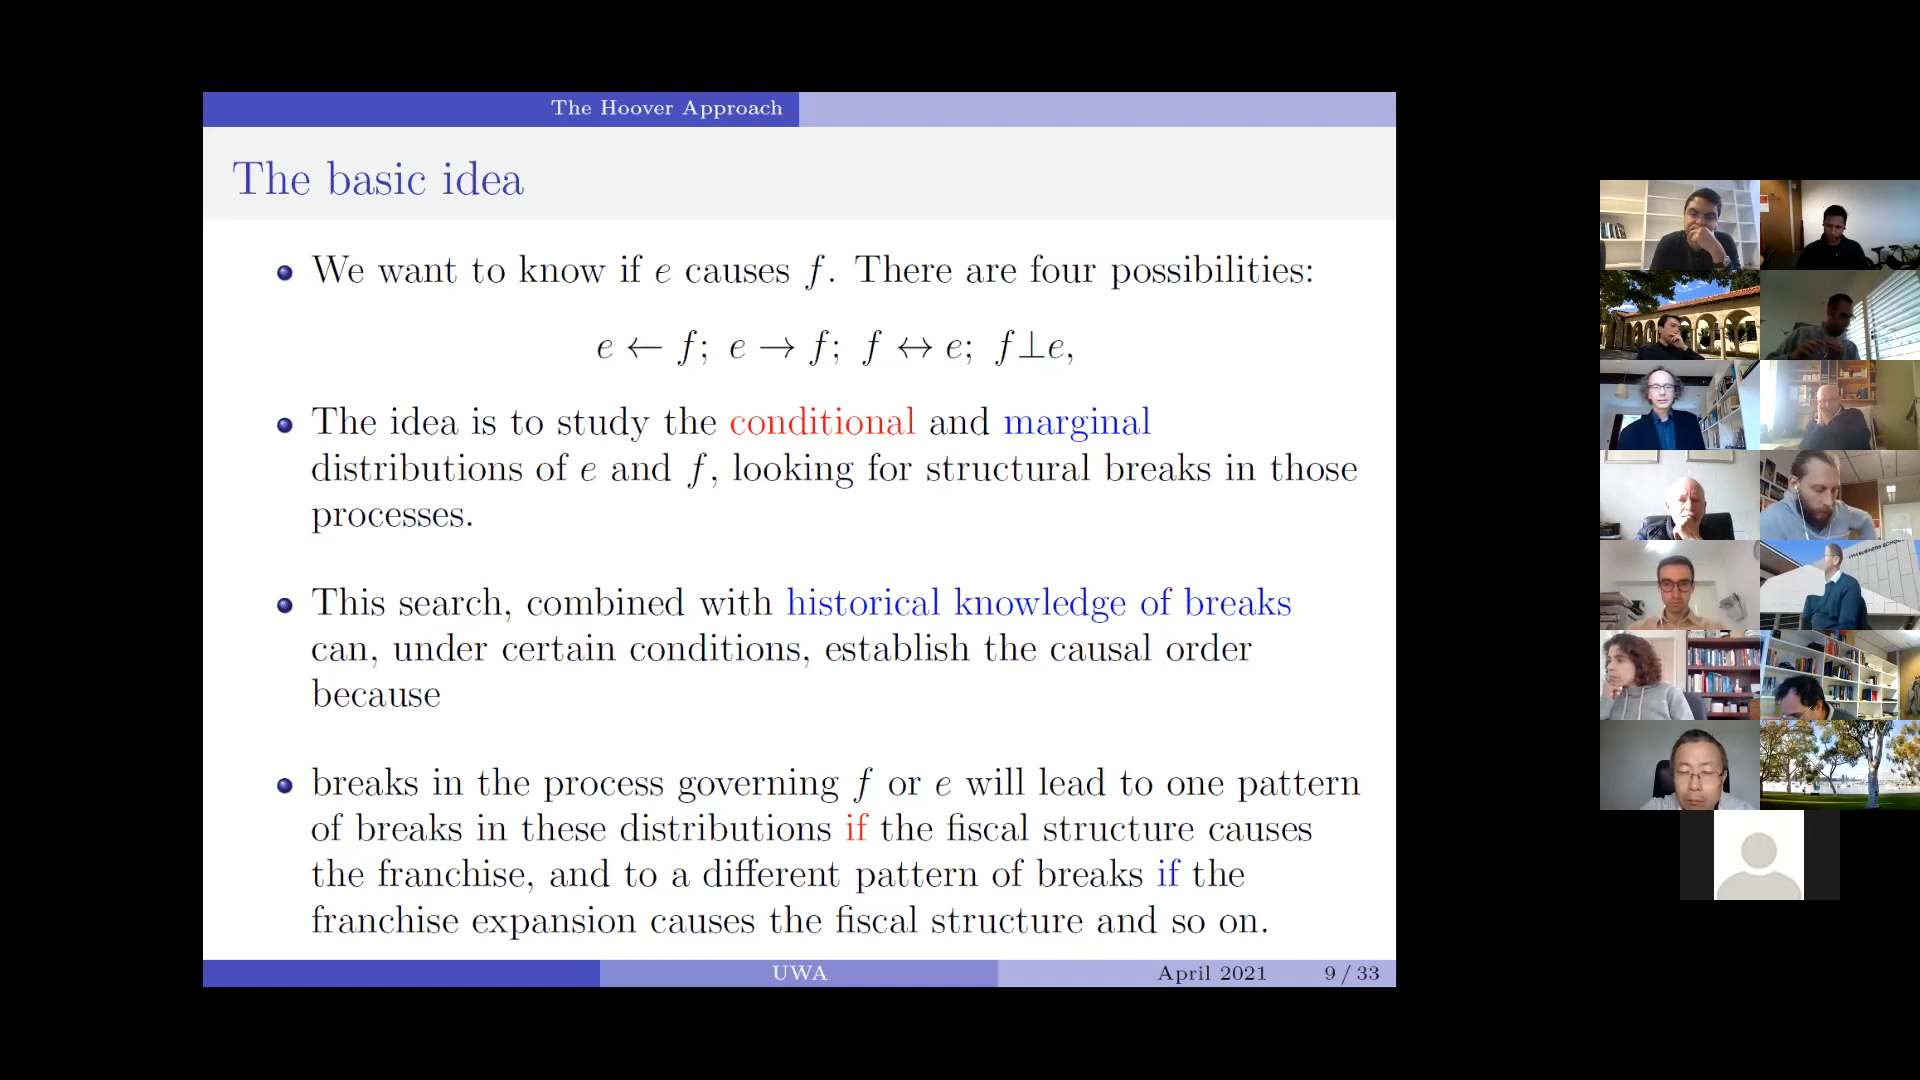 The Hoover Approach
The basic idea
We want to know if e causes f. There are four possibilities:
e ← f; e → f; f ↔ e; f⊥e,
The idea is to study the conditional and marginal
distributions of e and f, looking for structural breaks in those
processes.
This search, combined with historical knowledge of breaks
can, under certain conditions, establish the causal order
because
breaks in the process governing f or e will lead to one pattern
of breaks in these distributions if the fiscal structure causes
the franchise, and to a different pattern of breaks if the
franchise expansion causes the fiscal structure and so on.
UWA
April 2021
9 / 33
UWA BUSINESS SCHOOL